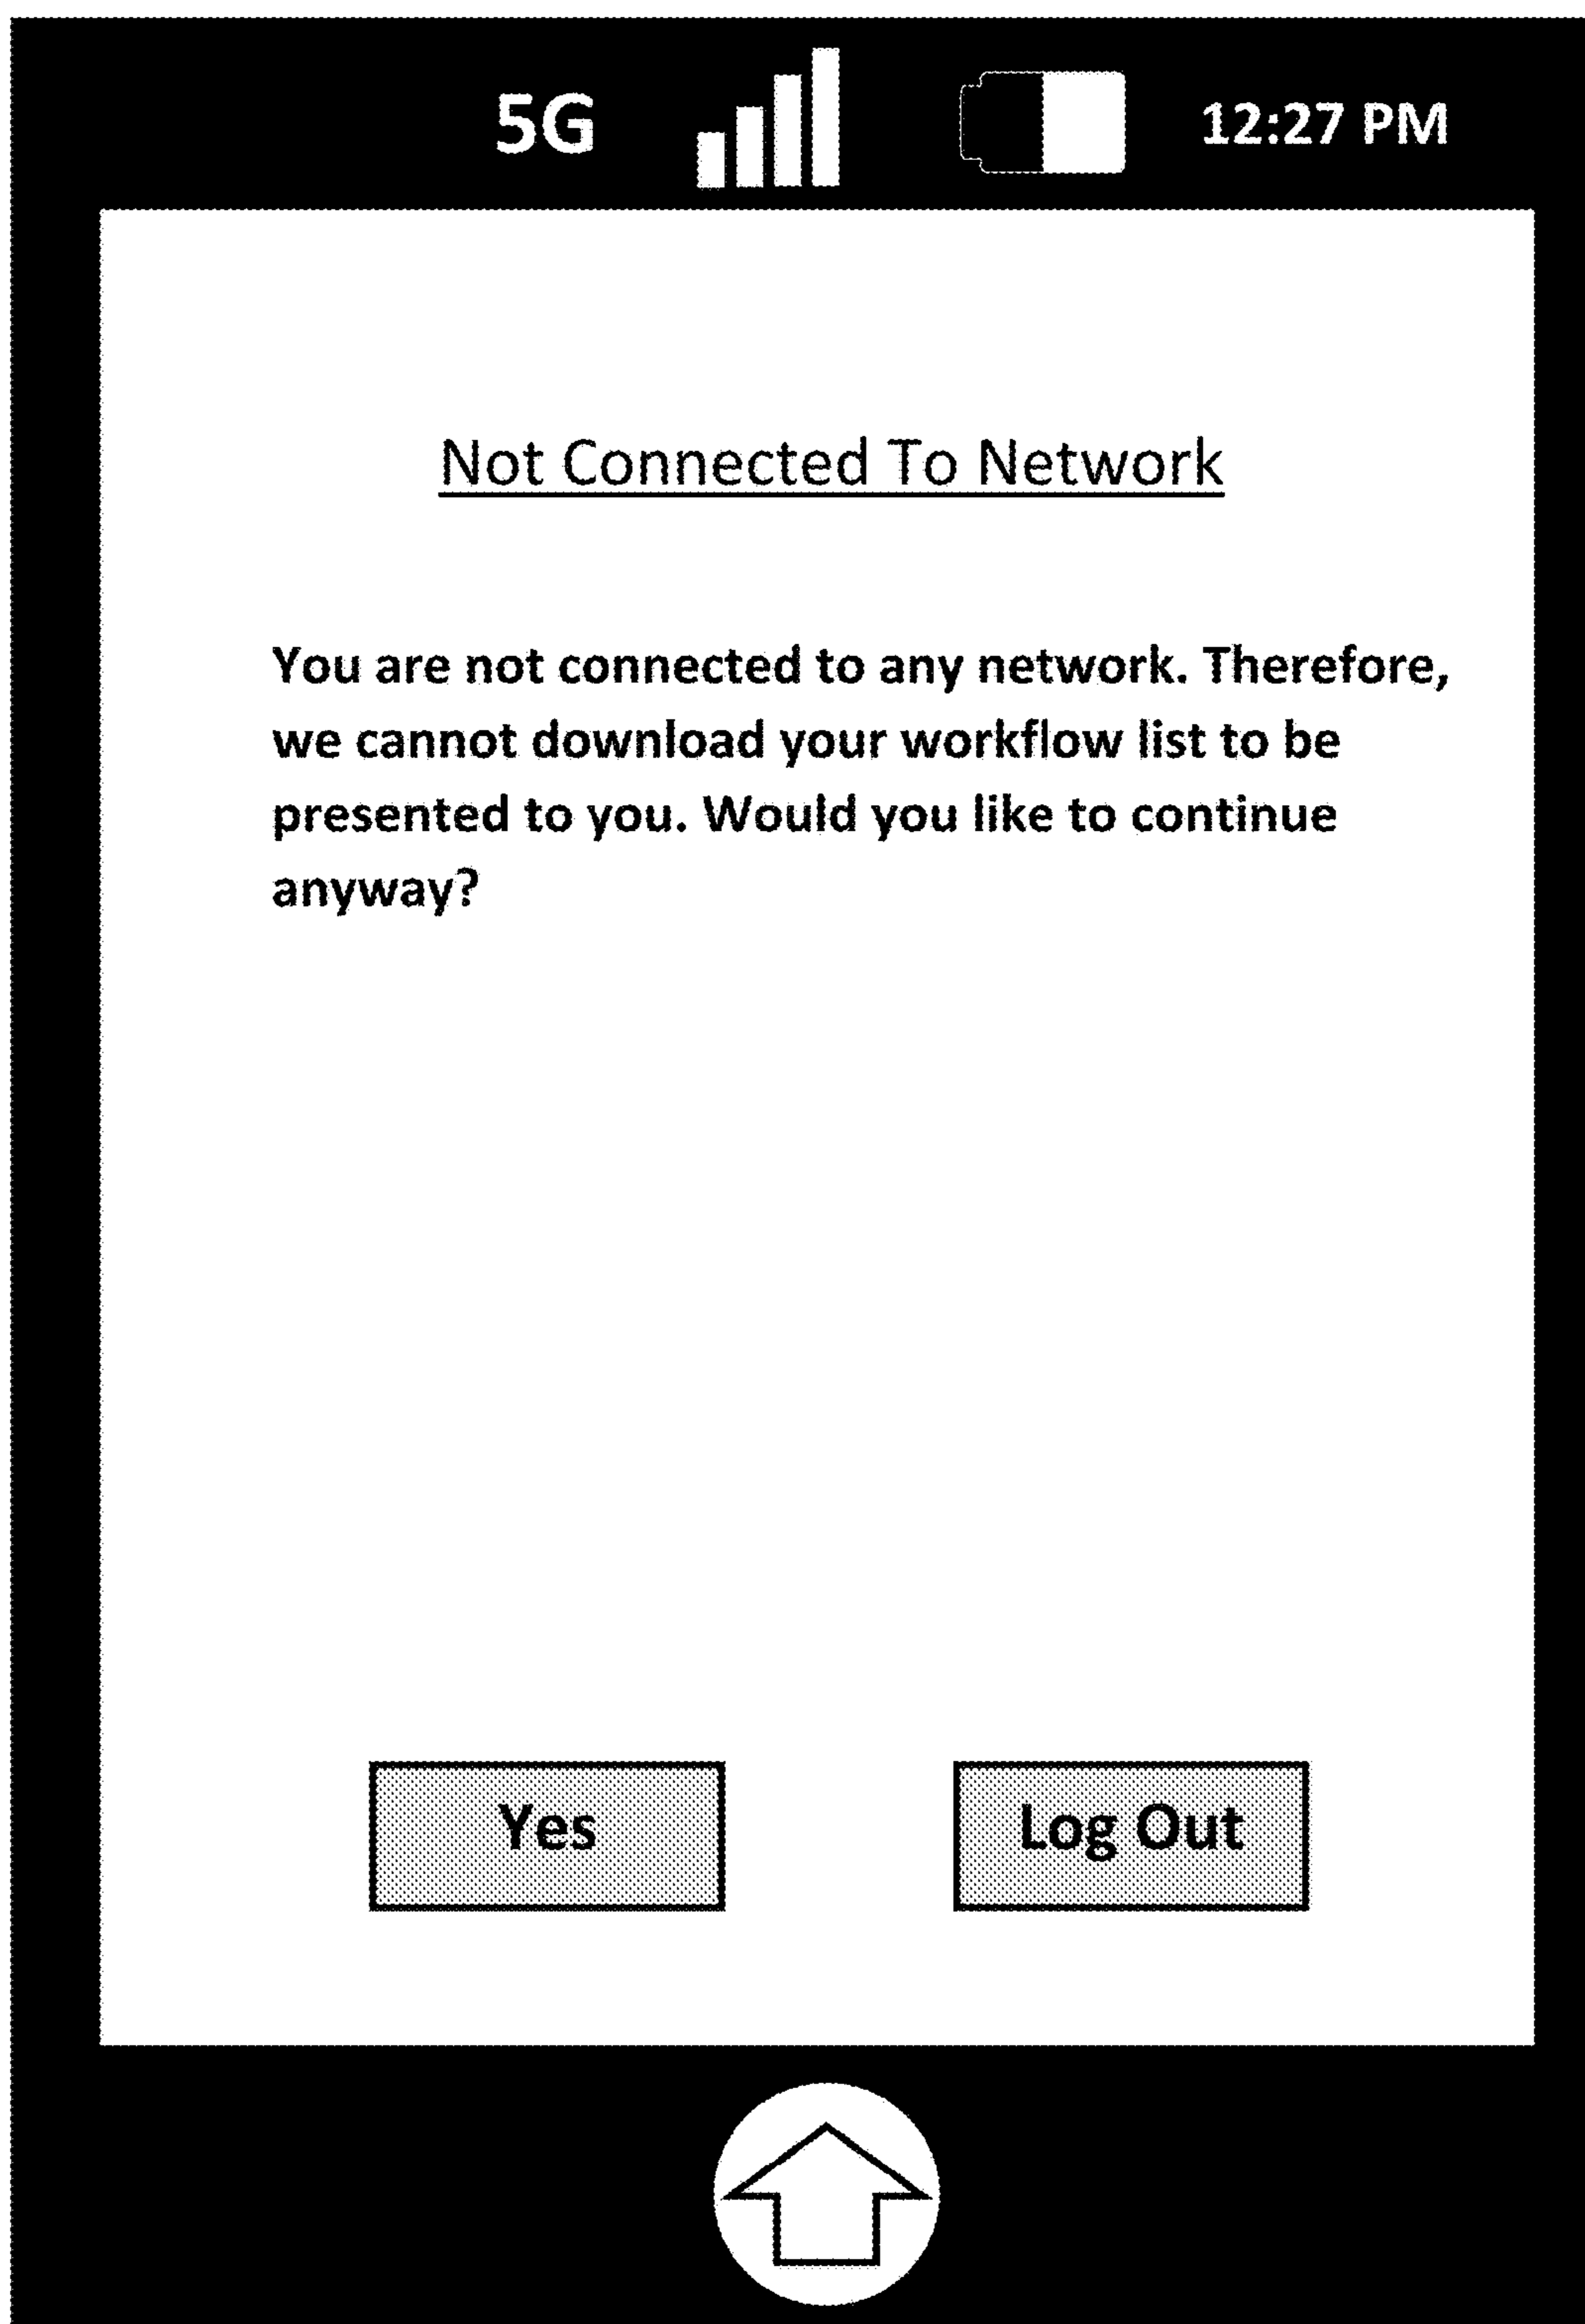 5G 12:27 PM
Not Connected To Network
You are not connected to any network. Therefore,
we cannot download your workflow list to be
presented to you. Would you like to continue
anyway?
Yes Log Out